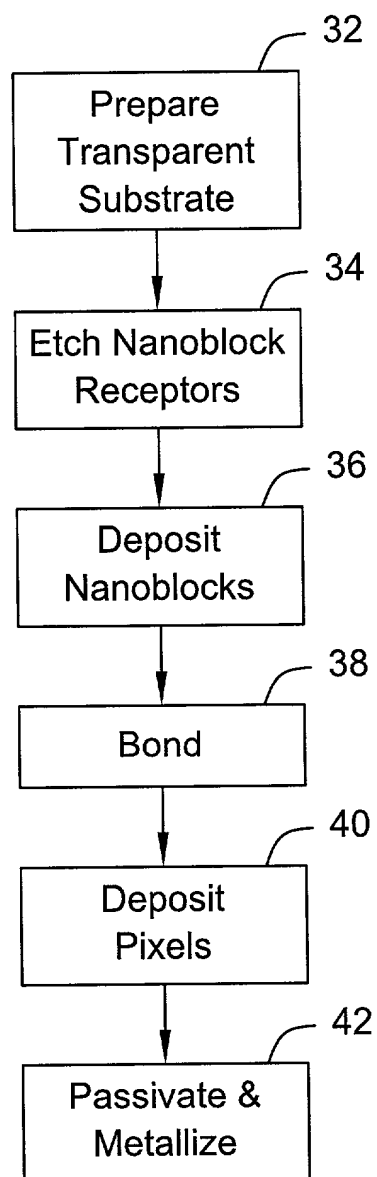 32
Prepare
Transparent
Substrate
34
Etch Nanoblock
Receptors
36
Deposit
Nanoblocks
38
Bond
40
Deposit
Pixels
42
Passivate &
Metallize